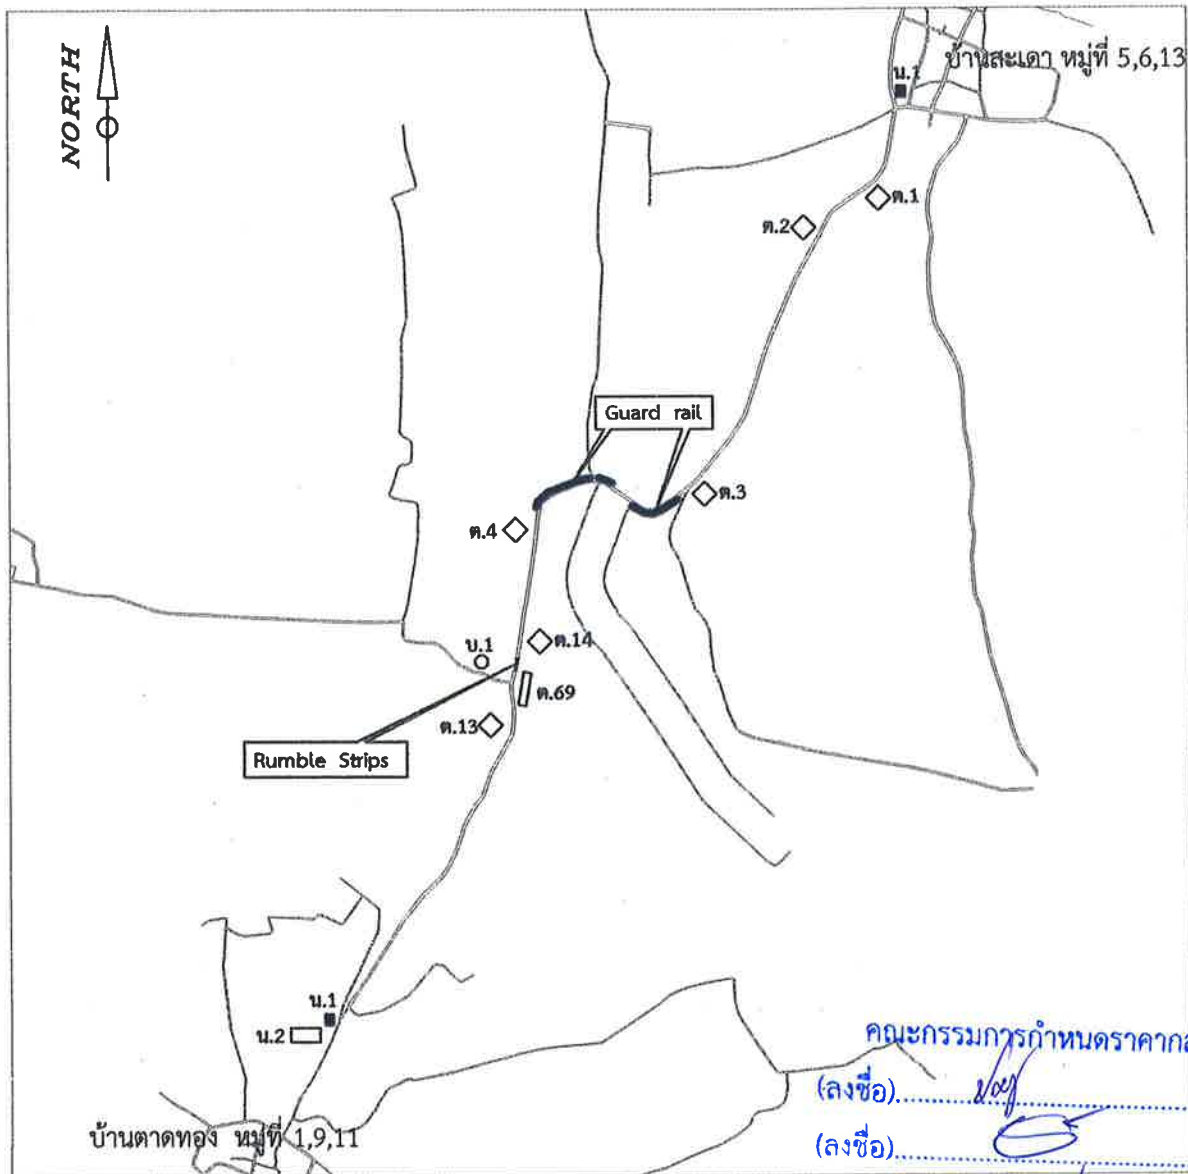 NORTH
บ้านสะเดา หมู่ที่ 5,6,13
น.1
ต.1
ต.2
Guard rail
ต.3
ต.4
ต.14
บ.1
ต.69
ต.13
Rumble Strips
น.1
น.2
คณะกรรมการกำหนดราคากล
(ลงชื่อ)
(ลงชื่อ)
บ้านตาดทอง หมู่ที่ 1,9,11